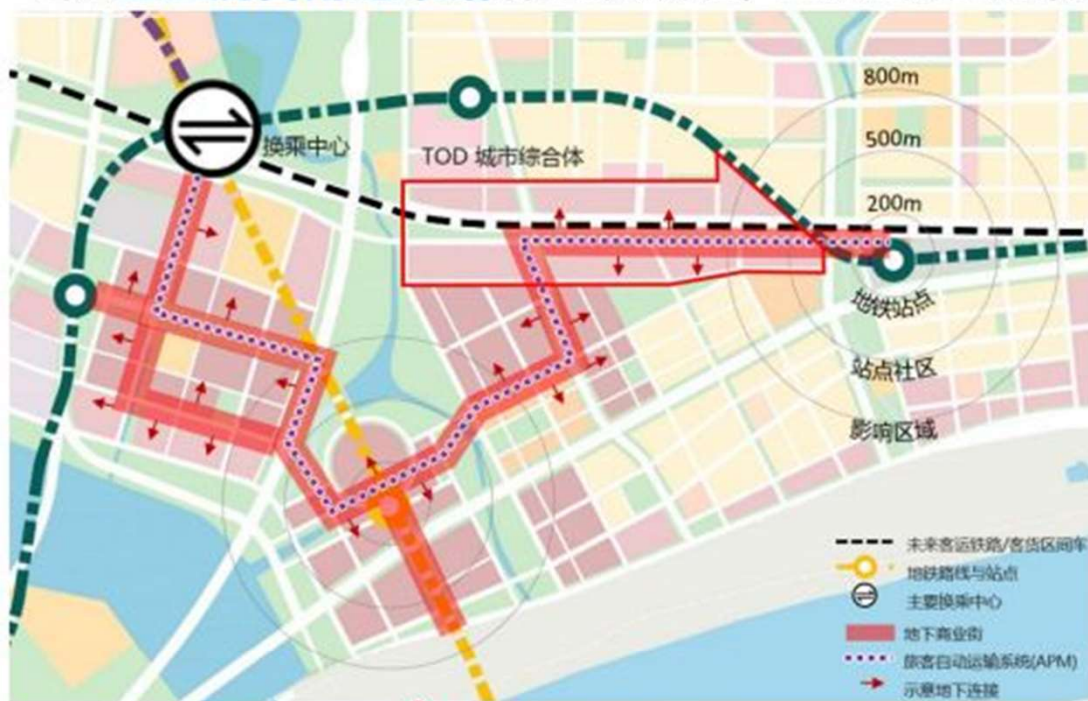 800m
500m
换乘中心
TOD 城市综合体
200m
地铁站点
站点社区
影响区域
未来客运铁路/客货区间车
地铁路线与站点
主要换乘中心
地下商业街
旅客自动运输系统(APM)
示意地下连接